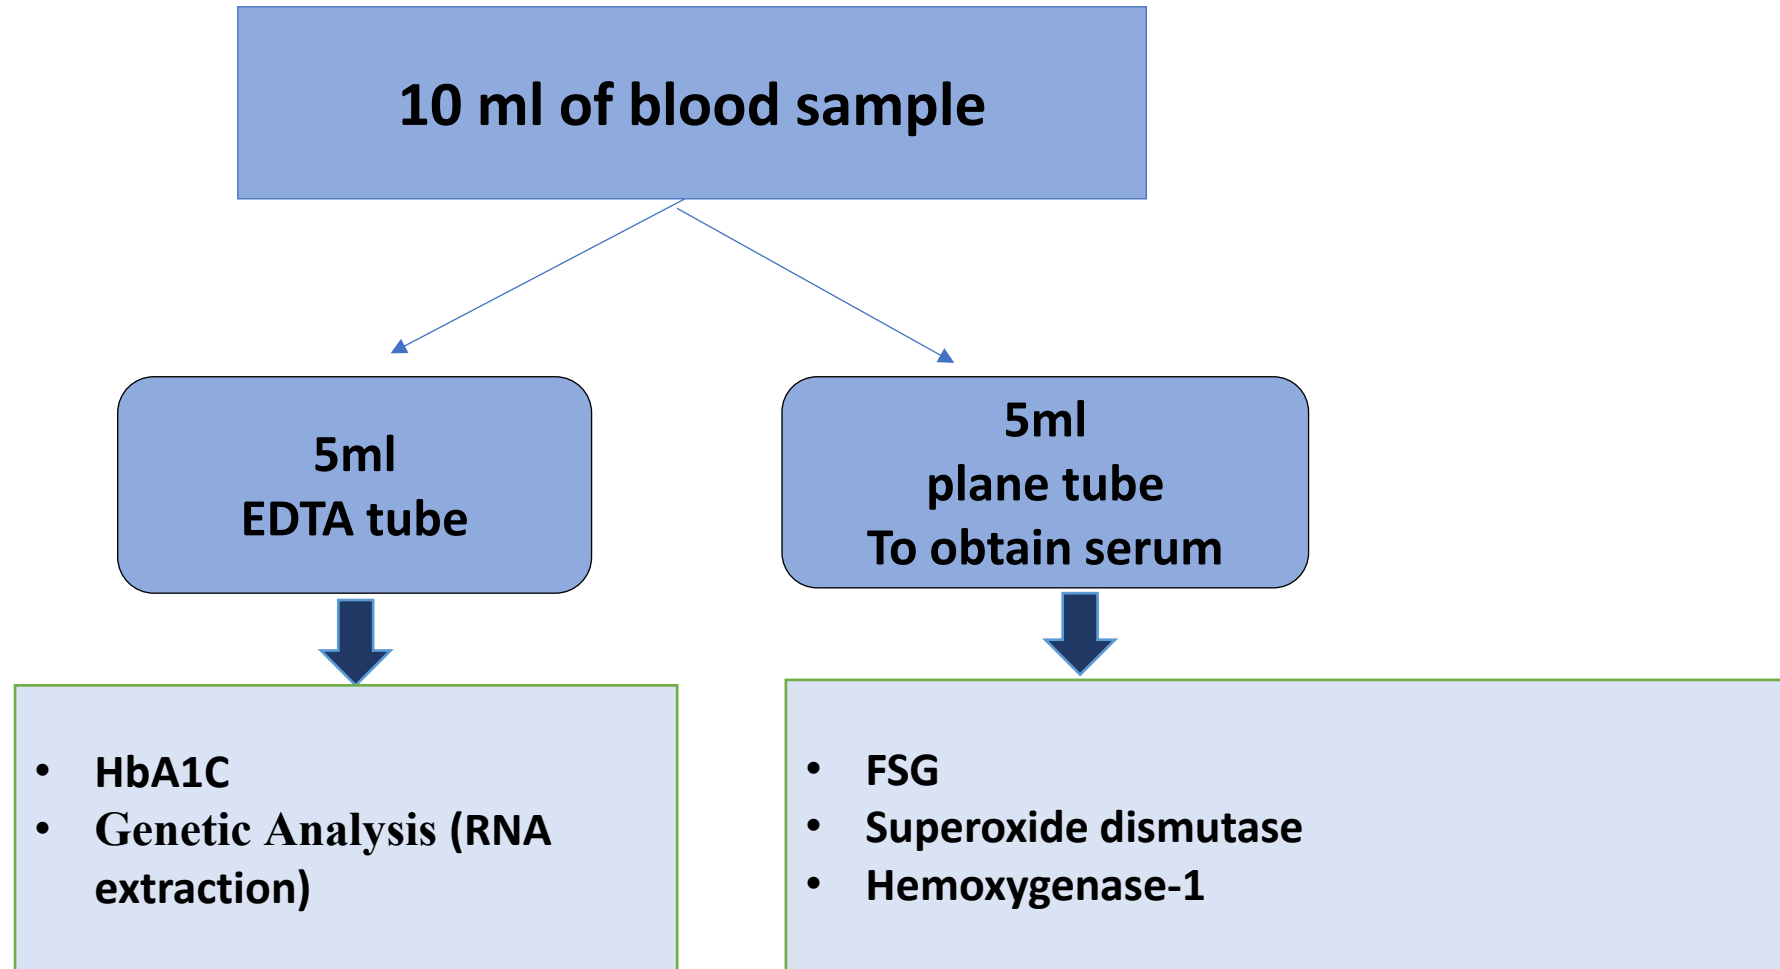 10 ml of blood sample
5ml
EDTA tube
5ml
plane tube
To obtain serum
• HbA1C
• Genetic Analysis (RNA
extraction)
• FSG
• Superoxide dismutase
• Hemoxygenase-1